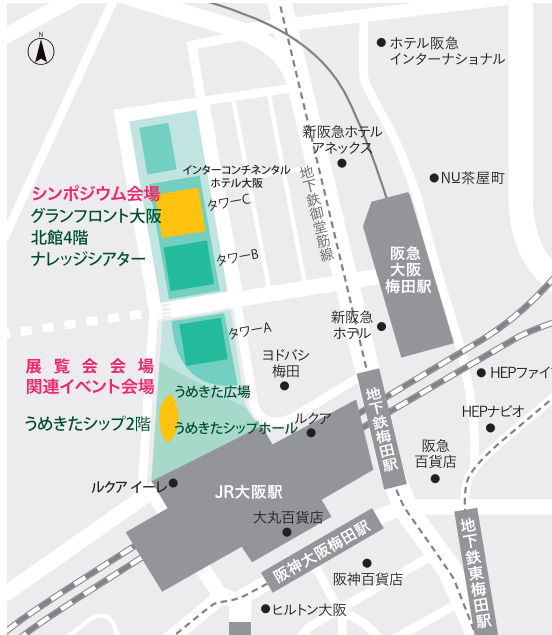 N
ホテル阪急
インターナショナル
新阪急ホテル
アネックス
NU茶屋町
インターコンチネンタル
ホテル大阪
シンポジウム会場
グランフロント大阪
北館4階
ナレッジシアター
タワーC
タワーB
地下鉄御堂筋線
阪急
大阪
梅田駅
新阪急
ホテル
タワーA
ヨドバシ
梅田
展覧会会場
関連イベント会場
うめきたシップ2階
うめきた広場
うめきたシップホール
HEPファイ
HEPナビオ
ルクア
地下鉄梅田駅
阪急
百貨店
ルクア イーレ
JR大阪駅
大丸百貨店
阪神大阪梅田駅
阪神百貨店
地下鉄東梅田駅
ヒルトン大阪